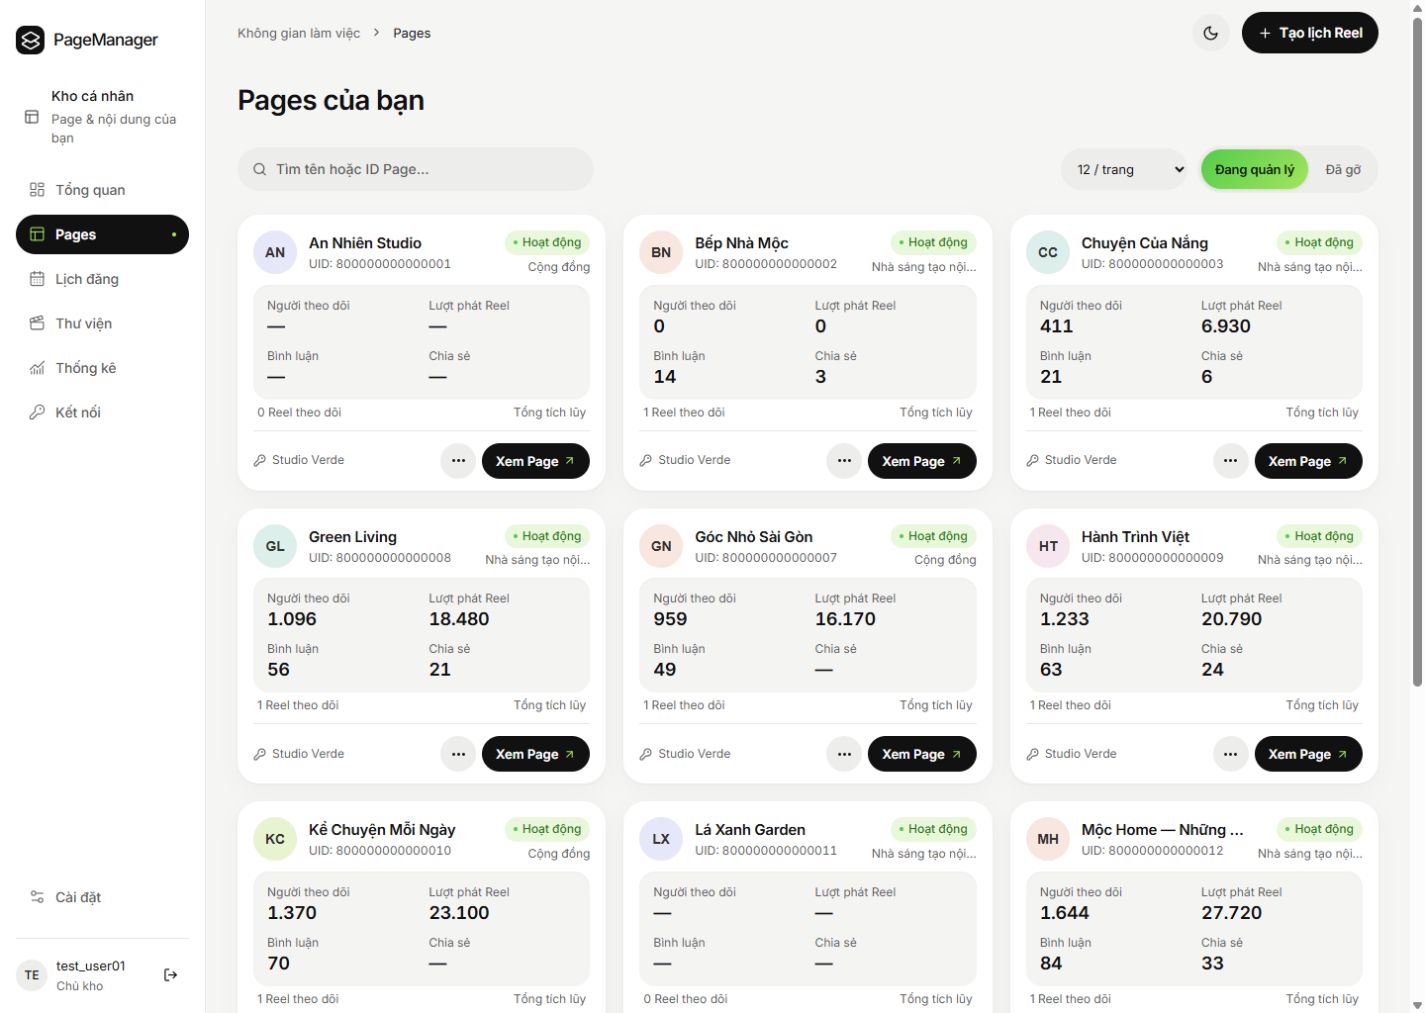 PageManager
Kho cá nhân
Page & nội dung của
bạn
Tổng quan
Pages
Lịch đăng
Thư viện
Thống kê
Kết nối
Cài đặt
TE
test_user01
Chủ kho
Không gian làm việc
Pages
Tạo lịch Reel
Pages của bạn
Tìm tên hoặc ID Page...
12 / trang
Đang quản lý
Đã gỡ
AN
An Nhiên Studio
UID: 800000000000001
Hoạt động
Cộng đồng
Người theo dõi
Lượt phát Reel
—
—
Bình luận
Chia sẻ
—
—
0 Reel theo dõi
Tổng tích lũy
Studio Verde
Xem Page
BN
Bếp Nhà Mộc
UID: 800000000000002
Hoạt động
Nhà sáng tạo nội...
Người theo dõi
Lượt phát Reel
0
0
Bình luận
Chia sẻ
14
3
1 Reel theo dõi
Tổng tích lũy
Studio Verde
Xem Page
CC
Chuyện Của Nắng
UID: 800000000000003
Hoạt động
Nhà sáng tạo nội...
Người theo dõi
Lượt phát Reel
411
6.930
Bình luận
Chia sẻ
21
6
1 Reel theo dõi
Tổng tích lũy
Studio Verde
Xem Page
GL
Green Living
UID: 800000000000008
Hoạt động
Nhà sáng tạo nội...
Người theo dõi
Lượt phát Reel
1.096
18.480
Bình luận
Chia sẻ
56
21
1 Reel theo dõi
Tổng tích lũy
Studio Verde
Xem Page
GN
Góc Nhỏ Sài Gòn
UID: 800000000000007
Hoạt động
Cộng đồng
Người theo dõi
Lượt phát Reel
959
16.170
Bình luận
Chia sẻ
49
—
1 Reel theo dõi
Tổng tích lũy
Studio Verde
Xem Page
HT
Hành Trình Việt
UID: 800000000000009
Hoạt động
Nhà sáng tạo nội...
Người theo dõi
Lượt phát Reel
1.233
20.790
Bình luận
Chia sẻ
63
24
1 Reel theo dõi
Tổng tích lũy
Studio Verde
Xem Page
KC
Kể Chuyện Mỗi Ngày
UID: 800000000000010
Hoạt động
Cộng đồng
Người theo dõi
Lượt phát Reel
1.370
23.100
Bình luận
Chia sẻ
70
—
1 Reel theo dõi
Tổng tích lũy
LX
Lá Xanh Garden
UID: 800000000000011
Hoạt động
Nhà sáng tạo nội...
Người theo dõi
Lượt phát Reel
—
—
Bình luận
Chia sẻ
—
—
0 Reel theo dõi
Tổng tích lũy
MH
Mộc Home — Những ...
UID: 800000000000012
Hoạt động
Nhà sáng tạo nội...
Người theo dõi
Lượt phát Reel
1.644
27.720
Bình luận
Chia sẻ
84
33
1 Reel theo dõi
Tổng tích lũy